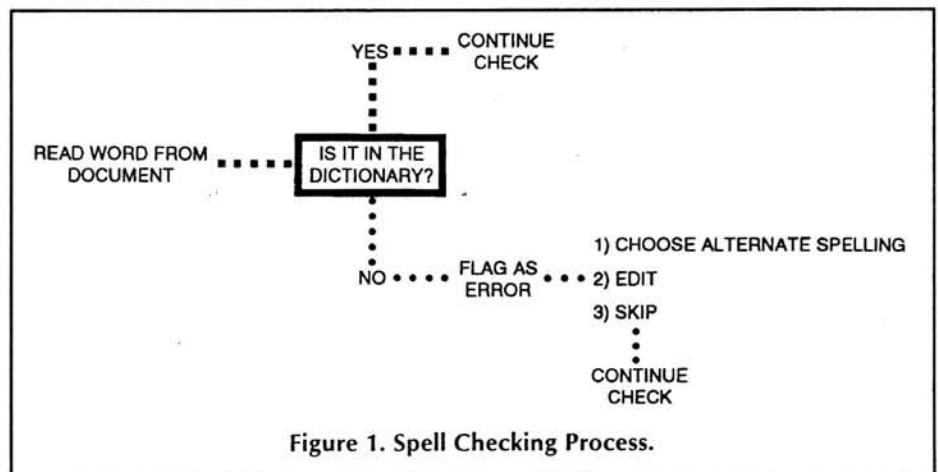 YES
CONTINUE
CHECK
READ WORD FROM
DOCUMENT
IS IT IN THE
DICTIONARY?
NO
FLAG AS
ERROR
1) CHOOSE ALTERNATE SPELLING
2) EDIT
3) SKIP
CONTINUE
CHECK
Figure 1. Spell Checking Process.